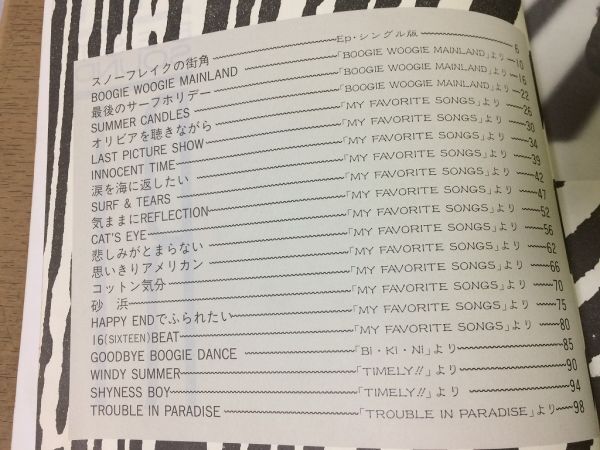 スノーフレイクの街角 Ep・シングル版 6
BOOGIE WOOGIE MAINLAND 「BOOGIE WOOGIE MAINLAND」より 10
最後のサーフホリデー 「BOOGIE WOOGIE MAINLAND」より 16
SUMMER CANDLES 「BOOGIE WOOGIE MAINLAND」より 22
オリビアを聴きながら 「MY FAVORITE SONGS」より 26
LAST PICTURE SHOW 「MY FAVORITE SONGS」より 30
INNOCENT TIME 「MY FAVORITE SONGS」より 34
涙を海に返したい 「MY FAVORITE SONGS」より 39
SURF & TEARS 「MY FAVORITE SONGS」より 42
気ままにREFLECTION 「MY FAVORITE SONGS」より 47
CAT'S EYE 「MY FAVORITE SONGS」より 52
悲しみがとまらない 「MY FAVORITE SONGS」より 56
思いきりアメリカン 「MY FAVORITE SONGS」より 62
コットン気分 「MY FAVORITE SONGS」より 66
砂 浜 「MY FAVORITE SONGS」より 70
HAPPY ENDでふられたい 「MY FAVORITE SONGS」より 75
16(SIXTEEN)BEAT 「MY FAVORITE SONGS」より 80
GOODBYE BOOGIE DANCE 「Bi・Ki・Ni」より 85
WINDY SUMMER 「TIMELY!!」より 90
SHYNESS BOY 「TIMELY!!」より 94
TROUBLE IN PARADISE 「TROUBLE IN PARADISE」より 98